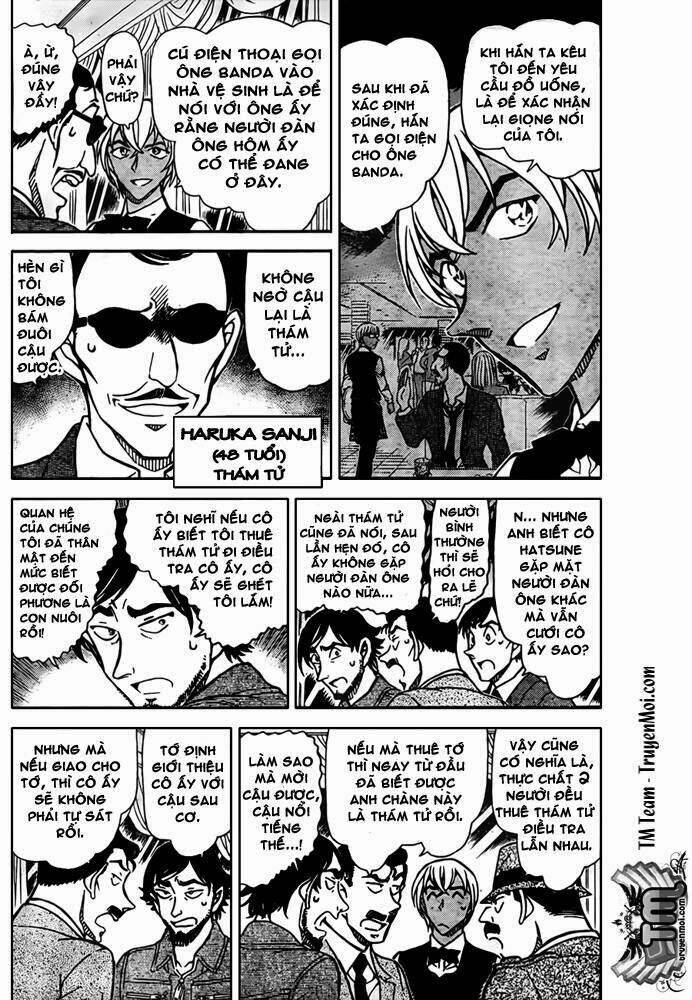 KHI HẮN TA KÊU
TÔI ĐẾN YÊU
CẦU ĐỒ UỐNG,
LÀ ĐỂ XÁC NHẬN
LẠI GIỌNG NÓI
CỦA TÔI.
SAU KHI ĐÃ
XÁC ĐỊNH
ĐÚNG, HẮN
TA GỌI ĐIỆN
CHO ÔNG
BANDA.
CÚ ĐIỆN THOẠI GỌI
ÔNG BANDA VÀO
NHÀ VỆ SINH LÀ ĐỂ
NÓI VỚI ÔNG ẤY
RẰNG NGƯỜI ĐÀN
ÔNG HÔM ẤY
CÓ THỂ ĐANG
Ở ĐÂY.
PHẢI
VẬY
CHỨ?
À, Ừ,
ĐÚNG
VẬY
ĐẤY!
KHÔNG
NGỜ CẬU
LẠI LÀ
THÁM
TỬ...
HÈN GÌ
TÔI
KHÔNG
BÁM
ĐUÔI
CẬU
ĐƯỢC.
HARUKA SANJI
(48 TUỔI)
THÁM TỬ
N... NHƯNG
ANH BIẾT CÔ
HATSUNE
GẶP MẶT
NGƯỜI ĐÀN
ÔNG KHÁC
MÀ VẪN
CƯỚI CÔ
ẤY SAO?
NGƯỜI
BÌNH
THƯỜNG
THÌ SẼ
HỎI CHO
RA LẼ
CHỨ!
NGÀI THÁM TỬ
CŨNG ĐÃ NÓI, SAU
LẦN HẸN ĐÓ, CÔ
ẤY KHÔNG GẶP
NGƯỜI ĐÀN ÔNG
NÀO NỮA...
TÔI NGHĨ NẾU CÔ
ẤY BIẾT TÔI THUÊ
THÁM TỬ ĐI ĐIỀU
TRA CÔ ẤY, CÔ
ẤY SẼ GHÉT
TÔI LẮM!
QUAN HỆ
CỦA CHÚNG
TÔI ĐÃ THÂN
MẬT ĐẾN
MỨC BIẾT
ĐƯỢC ĐỐI
PHƯƠNG LÀ
CON NUÔI
RỒI!
VẬY CŨNG
CÓ NGHĨA LÀ,
THỰC CHẤT 2
NGƯỜI ĐỀU
THUÊ THÁM TỬ
ĐIỀU TRA
LẪN NHAU.
NẾU MÀ THUÊ TỚ
THÌ NGAY TỪ ĐẦU
ĐÃ BIẾT ĐƯỢC
ANH CHÀNG NÀY
LÀ THÁM TỬ RỒI.
LÀM SAO
MÀ MỜI
CẬU ĐƯỢC,
CẬU NỔI
TIẾNG
THẾ...!
TỚ ĐỊNH
GIỚI THIỆU
CÔ ẤY VỚI
CẬU SAU
CƠ.
NHƯNG MÀ
NẾU GIAO CHO
TỚ, THÌ CÔ ẤY
SẼ KHÔNG
PHẢI TỰ SÁT
RỒI.
TM Team - TruyenMoi.com
TM
truyenmoi.com